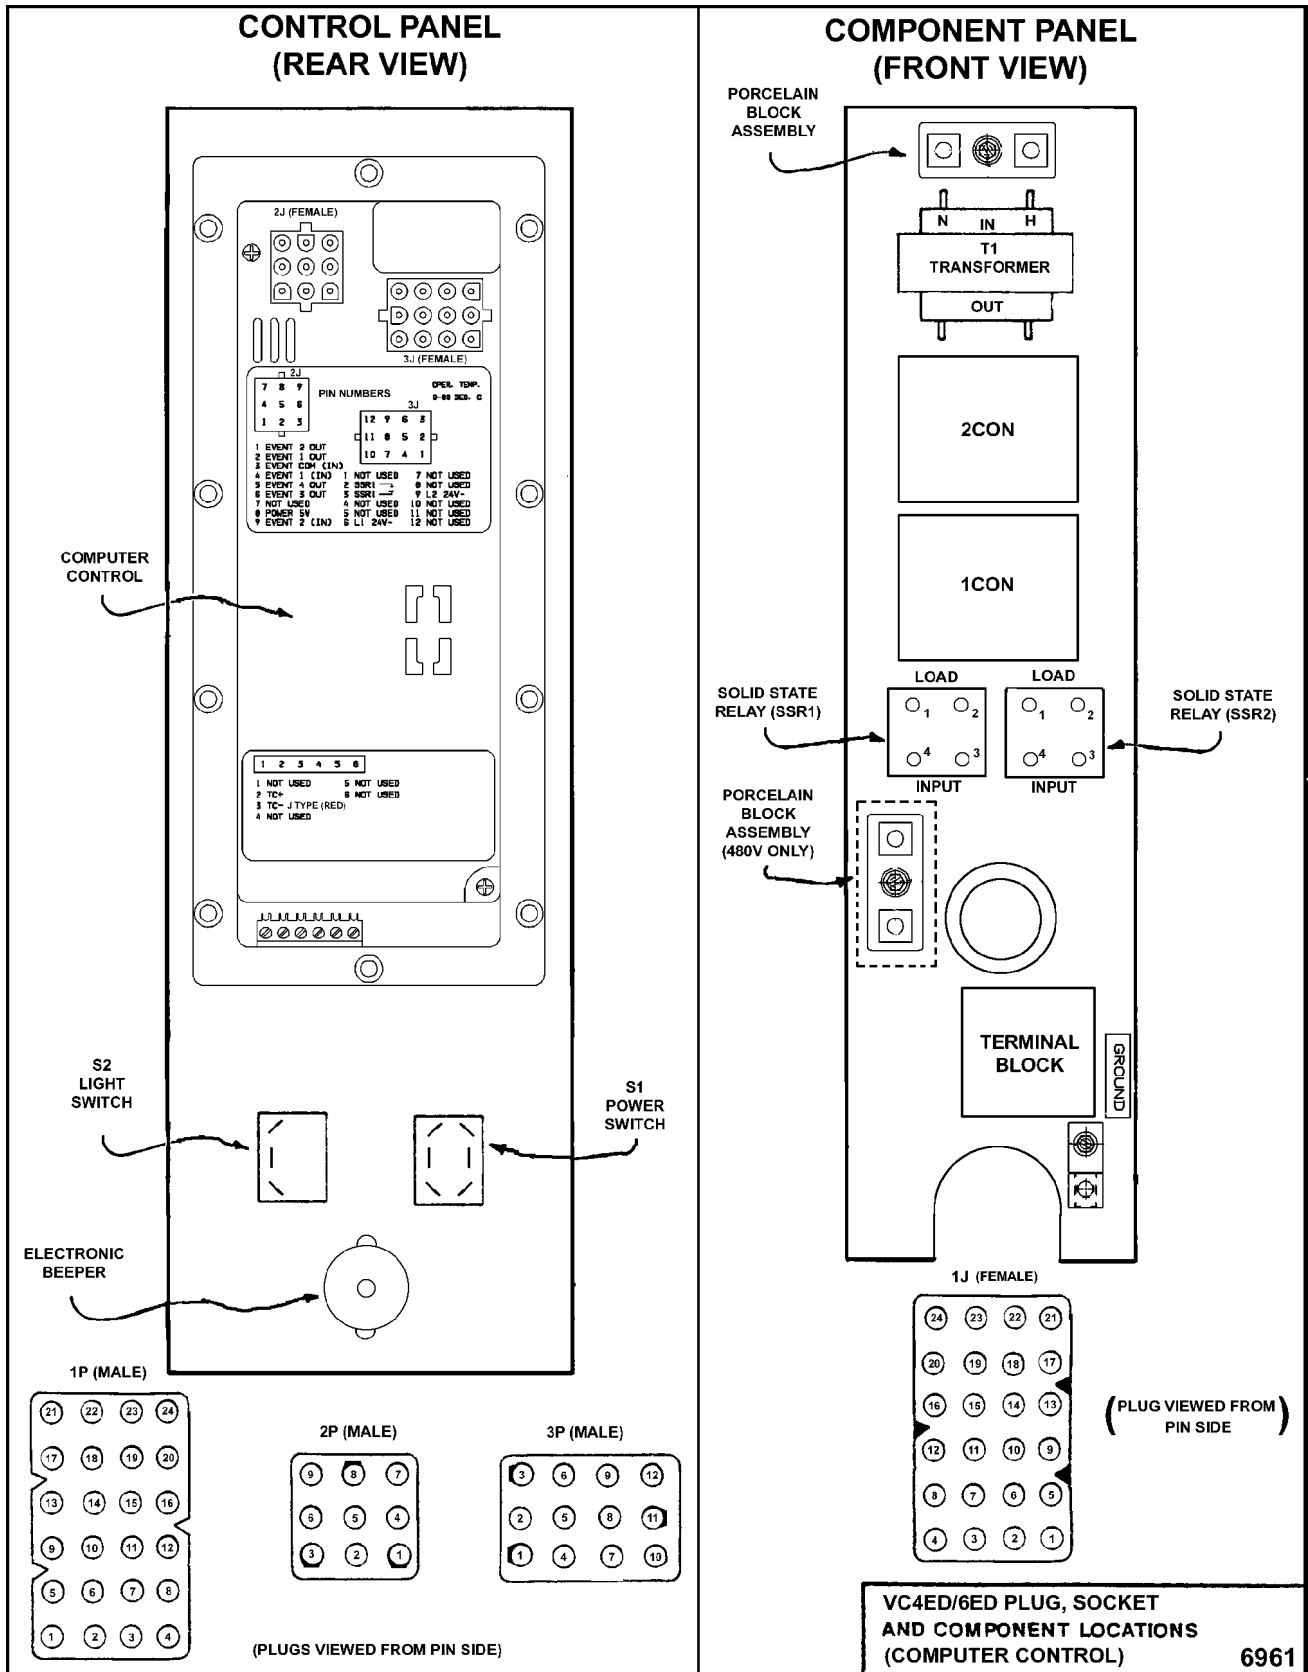 CONTROL PANEL
(REAR VIEW)
2J (FEMALE)
3J (FEMALE)
2J
7 8 9
4 5 6
1 2 3
PIN NUMBERS
OPER. TEMP.
0-60 DEG. C
3J
12 9 6 3
11 8 5 2
10 7 4 1
1 EVENT 2 OUT
2 EVENT 1 OUT
3 EVENT COM (IN)
4 EVENT 1 (IN)
5 EVENT 4 OUT
6 EVENT 3 OUT
7 NOT USED
8 POWER 5V
9 EVENT 2 (IN)
1 NOT USED
2 SSR1
3 SSR1
4 NOT USED
5 NOT USED
6 L1 24V~
7 NOT USED
8 NOT USED
9 L2 24V~
10 NOT USED
11 NOT USED
12 NOT USED
COMPUTER
CONTROL
1 2 3 4 5 6
1 NOT USED
2 TC+
3 TC- J TYPE (RED)
4 NOT USED
5 NOT USED
6 NOT USED
S2
LIGHT
SWITCH
S1
POWER
SWITCH
ELECTRONIC
BEEPER
1P (MALE)
21 22 23 24
17 18 19 20
13 14 15 16
9 10 11 12
5 6 7 8
1 2 3 4
2P (MALE)
9 8 7
6 5 4
3 2 1
3P (MALE)
3 6 9 12
2 5 8 11
1 4 7 10
(PLUGS VIEWED FROM PIN SIDE)
COMPONENT PANEL
(FRONT VIEW)
PORCELAIN
BLOCK
ASSEMBLY
N IN H
T1
TRANSFORMER
OUT
2CON
1CON
LOAD
LOAD
SOLID STATE
RELAY (SSR1)
1 2
4 3
1 2
4 3
SOLID STATE
RELAY (SSR2)
INPUT
INPUT
PORCELAIN
BLOCK
ASSEMBLY
(480V ONLY)
TERMINAL
BLOCK
GROUND
1J (FEMALE)
24 23 22 21
20 19 18 17
16 15 14 13
12 11 10 9
8 7 6 5
4 3 2 1
(PLUG VIEWED FROM
PIN SIDE)
VC4ED/6ED PLUG, SOCKET
AND COMPONENT LOCATIONS
(COMPUTER CONTROL)
6961